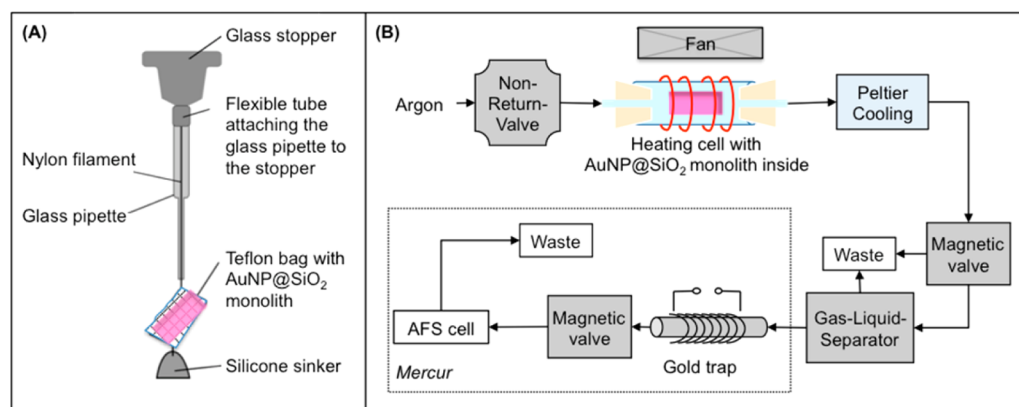 (A)
Glass stopper
Flexible tube
attaching the
glass pipette to
the stopper
Nylon filament
Glass pipette
Teflon bag with
AuNP@SiO₂
monolith
Silicone sinker
(B)
Fan
Argon
Non-
Return-
Valve
Heating cell with
AuNP@SiO₂ monolith inside
Peltier
Cooling
Magnetic
valve
Waste
Gas-Liquid-
Separator
Gold trap
Magnetic
valve
AFS cell
Waste
Mercur